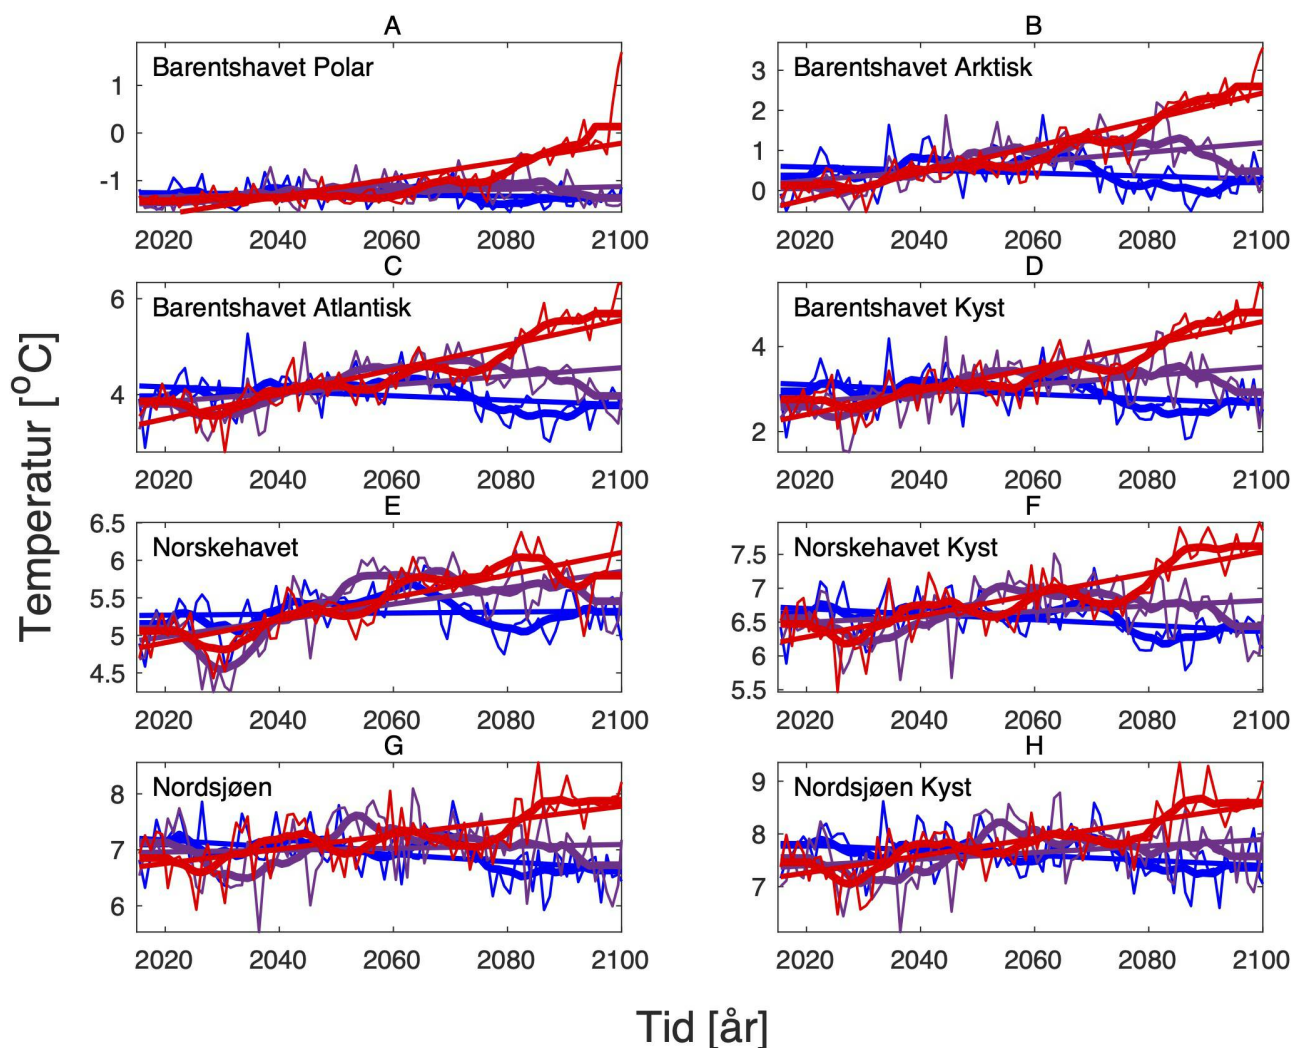 A
Barentshavet Polar
1
0
-1
2020 2040 2060 2080 2100
B
Barentshavet Arktisk
3
2
1
0
2020 2040 2060 2080 2100
C
Barentshavet Atlantisk
6
4
2020 2040 2060 2080 2100
D
Barentshavet Kyst
4
2
2020 2040 2060 2080 2100
E
Norskehavet
6.5
6
5.5
5
4.5
2020 2040 2060 2080 2100
F
Norskehavet Kyst
7.5
7
6.5
6
5.5
2020 2040 2060 2080 2100
G
Nordsjøen
8
7
6
2020 2040 2060 2080 2100
H
Nordsjøen Kyst
9
8
7
2020 2040 2060 2080 2100
Temperatur [°C]
Tid [år]